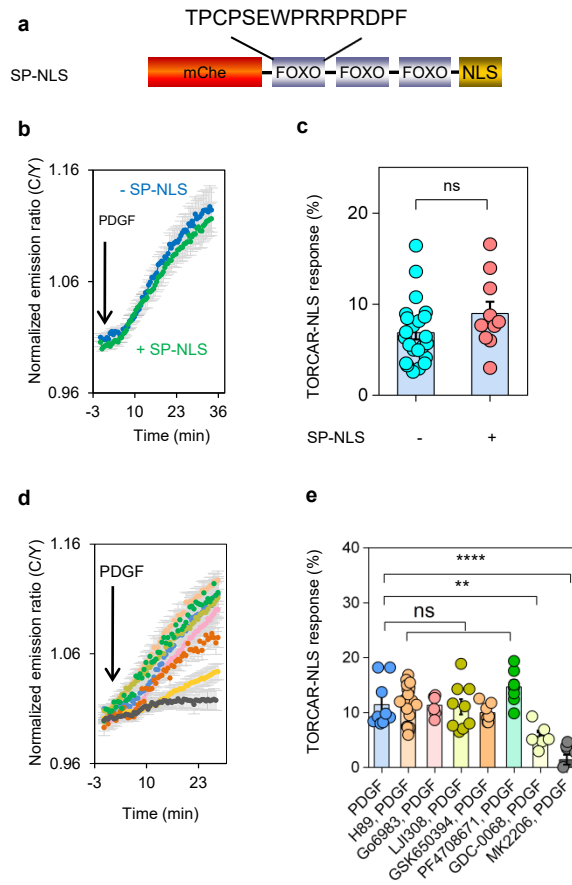 a
TPCPSEWPRRPRDPF
SP-NLS
mChe
FOXO
FOXO
FOXO
NLS
b
Normalized emission ratio (C/Y)
1.16
1.06
0.96
- SP-NLS
PDGF
+ SP-NLS
-3
10
23
36
Time (min)
c
TORCAR-NLS response (%)
20
10
0
ns
SP-NLS
-
+
d
Normalized emission ratio (C/Y)
1.16
1.06
0.96
PDGF
-3
10
23
Time (min)
e
TORCAR-NLS response (%)
40
30
20
10
0
****
**
ns
PDGF
H89, PDGF
Go6983, PDGF
LJI308, PDGF
GSK650394, PDGF
PF4708671, PDGF
GDC-0068, PDGF
MK2206, PDGF